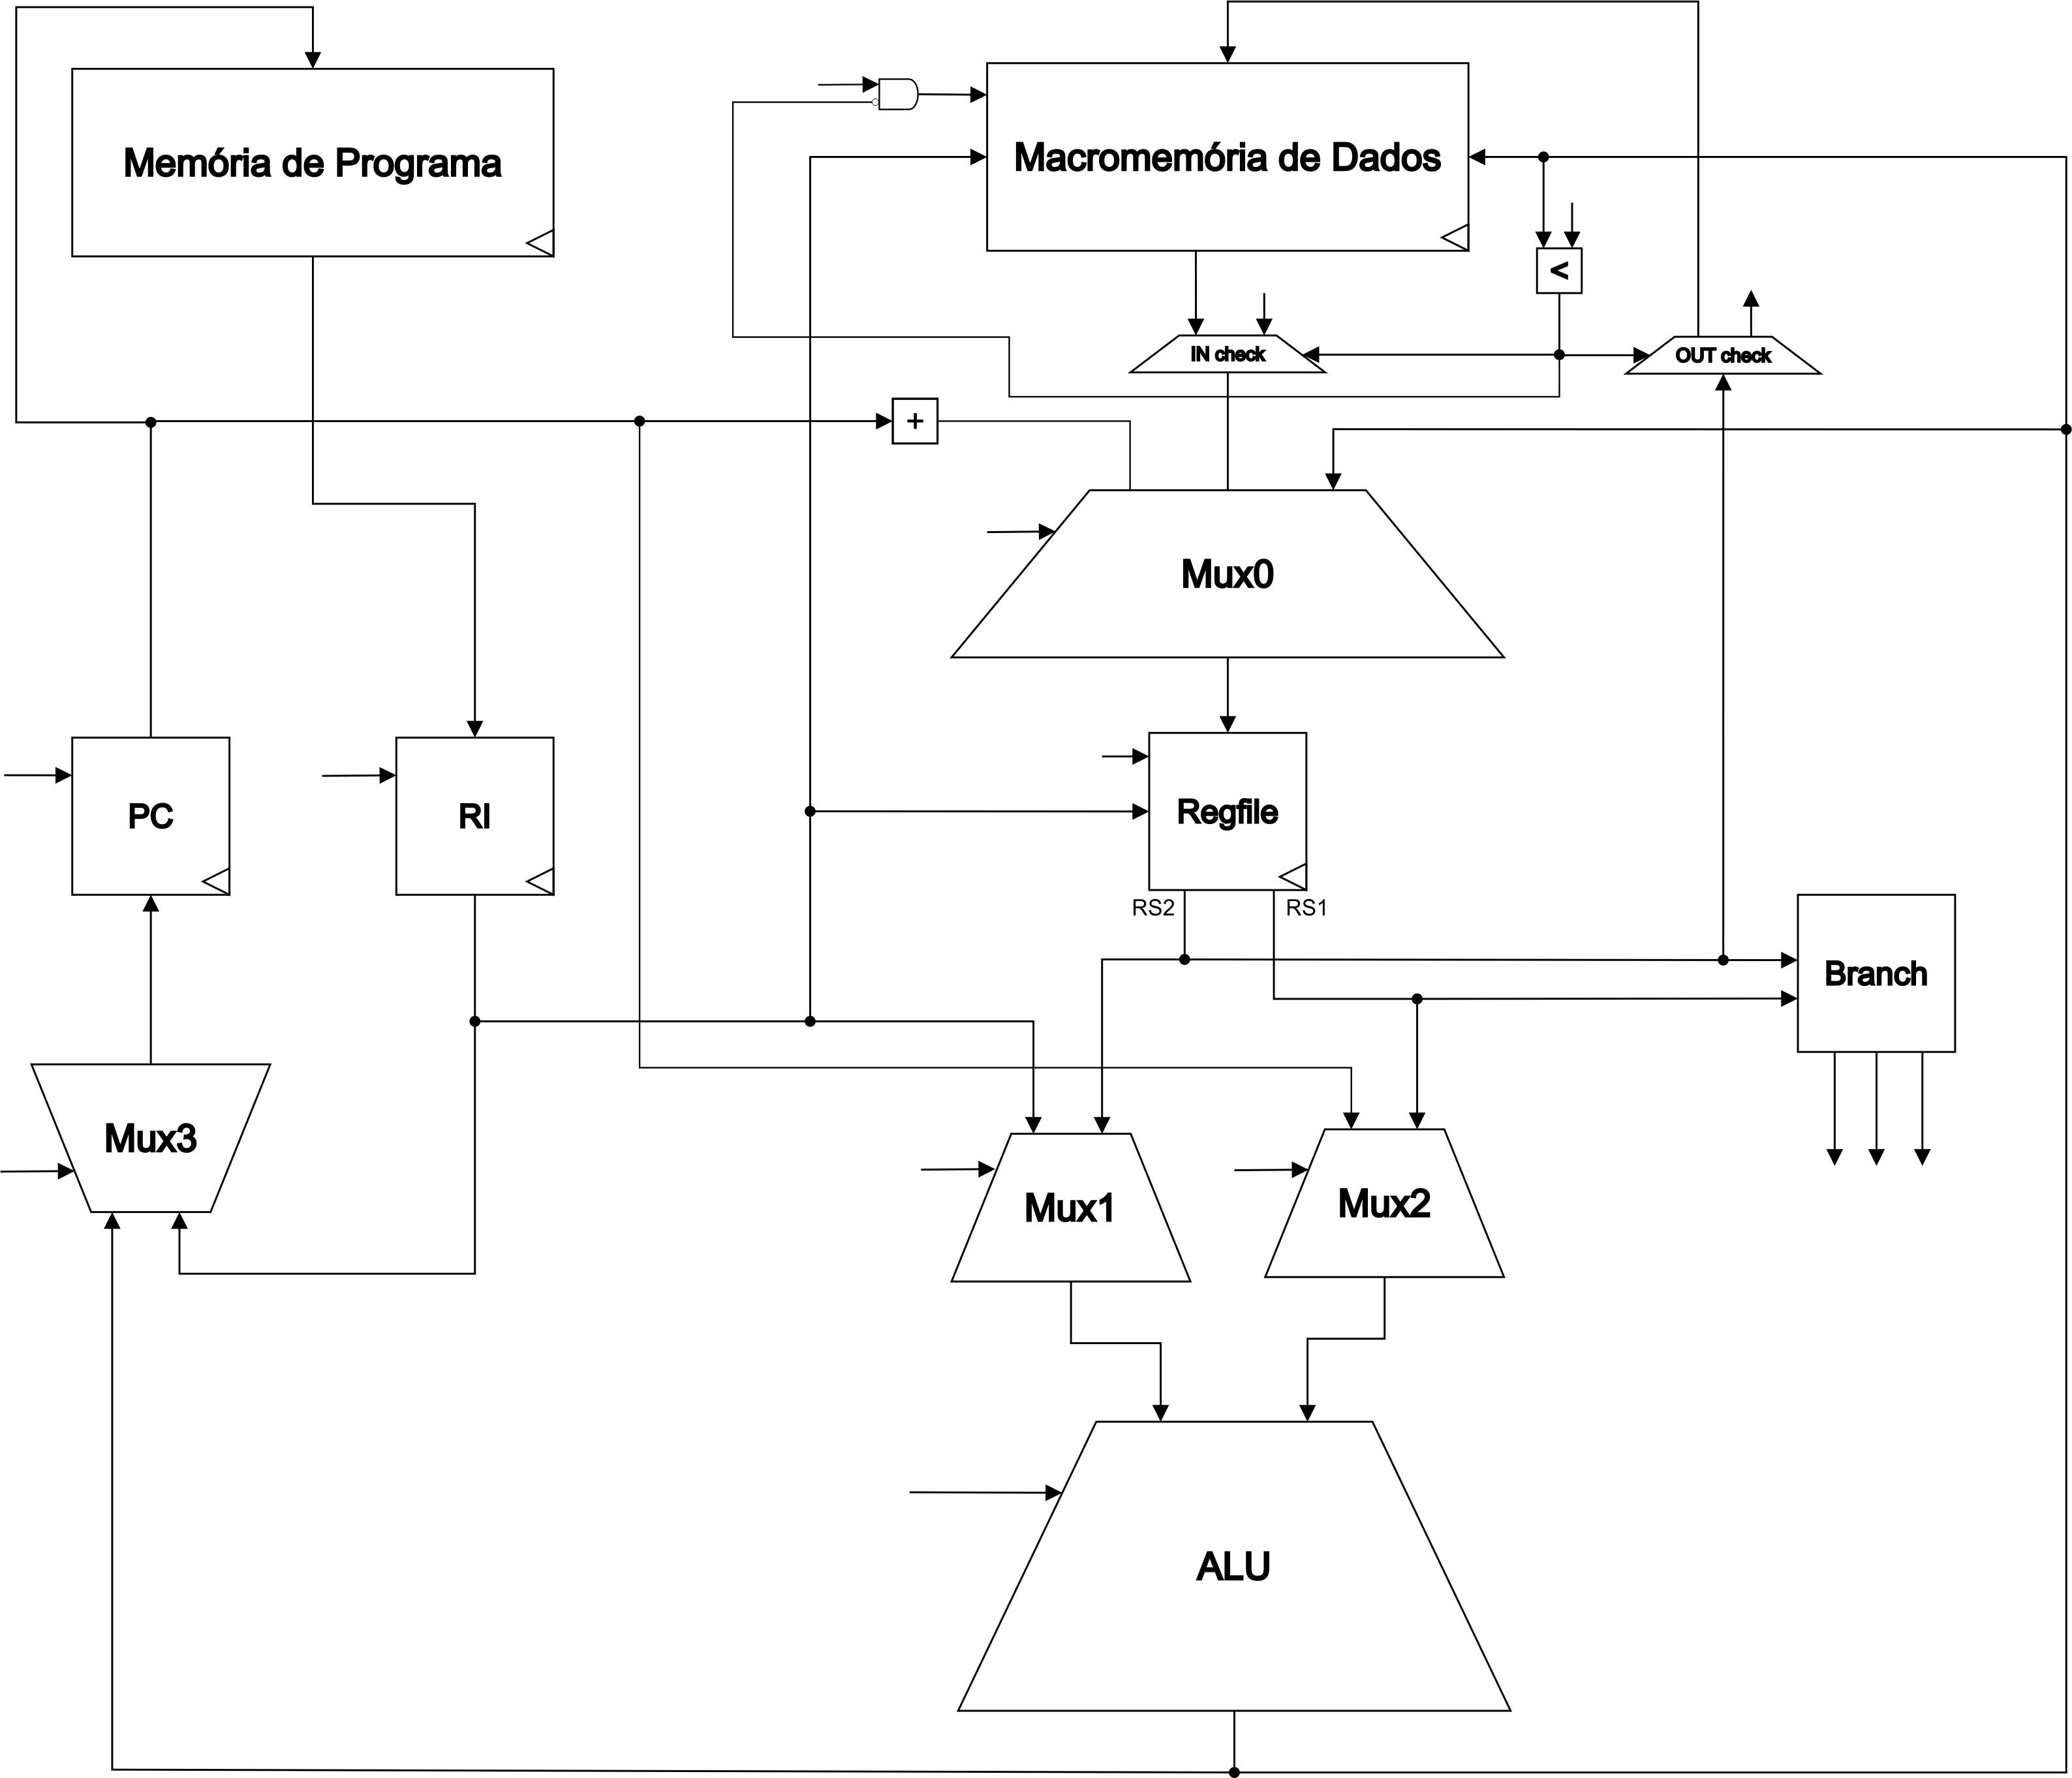 Memória de Programa
Macromemória de Dados
<
IN check
OUT check
+
Mux0
PC
RI
Regfile
RS2
RS1
Branch
Mux3
Mux1
Mux2
ALU